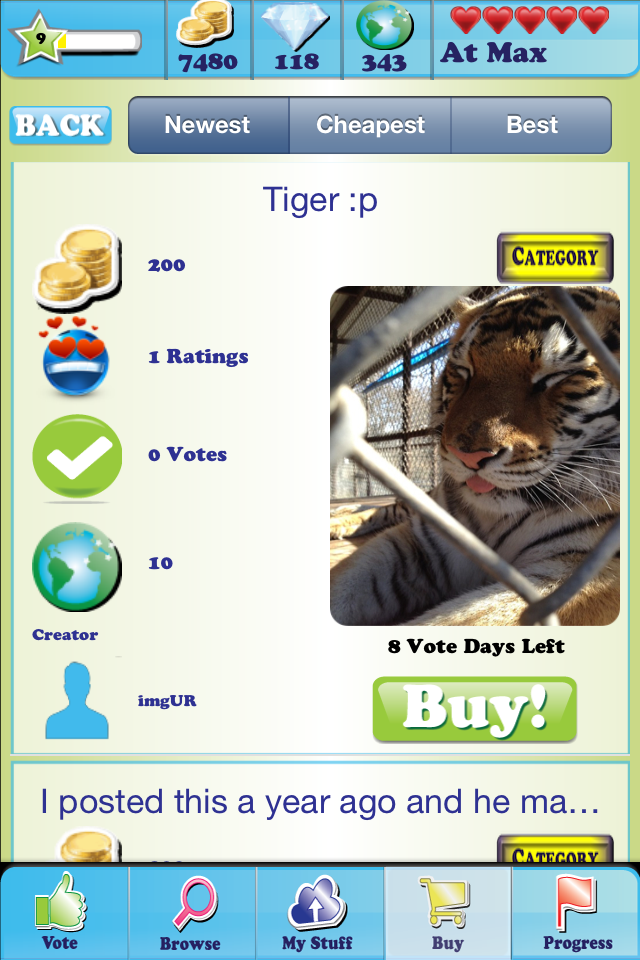 9
7480
118
343
At Max
BACK
Newest
Cheapest
Best
Tiger :p
200
CATEGORY
1 Ratings
0 Votes
10
Creator
8 Vote Days Left
imgUR
Buy!
I posted this a year ago and he ma...
CATEGORY
Vote
Browse
My Stuff
Buy
Progress